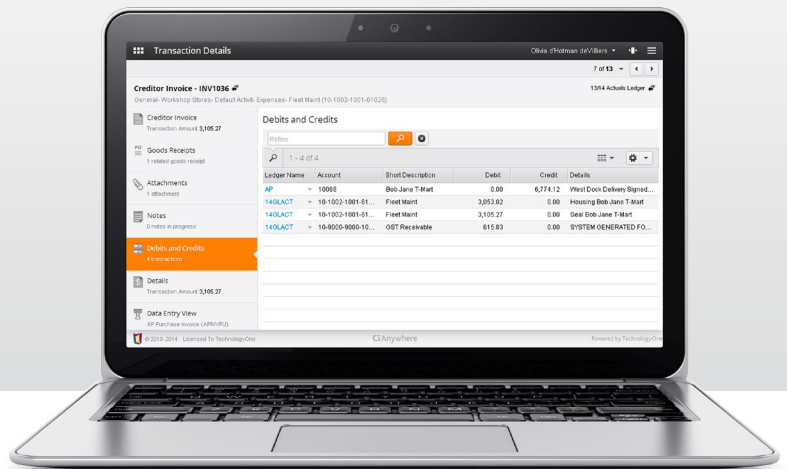 Transaction Details
Olivia d'Hotman deVilliers
7 of 13
Creditor Invoice - INV1036
13/14 Actuals Ledger
General- Workshop Stores- Default Activit- Expenses- Fleet Maint (10-1002-1001-61026)
Creditor Invoice
Transaction Amount 3,105.27
Goods Receipts
1 related goods receipt
Attachments
1 attachment
Notes
0 notes in progress
Debits and Credits
4 transactions
Details
Transaction Amount 3,105.27
Data Entry View
AP Purchase Invoice (APINVPU)
Debits and Credits
Refine
1 - 4 of 4
Ledger Name Account Short Description Debit Credit Details
AP 10068 Bob Jane T-Mart 0.00 6,774.12 West Dock Delivery Signed...
14GLACT 10-1002-1001-61... Fleet Maint 3,053.02 0.00 Housing Bob Jane T-Mart
14GLACT 10-1002-1001-61... Fleet Maint 3,105.27 0.00 Seal Bob Jane T-Mart
14GLACT 10-9000-9800-10... GST Receivable 615.83 0.00 SYSTEM GENERATED FO...
© 2010-2014 Licensed To TechnologyOne
Ci Anywhere
Powered by TechnologyOne